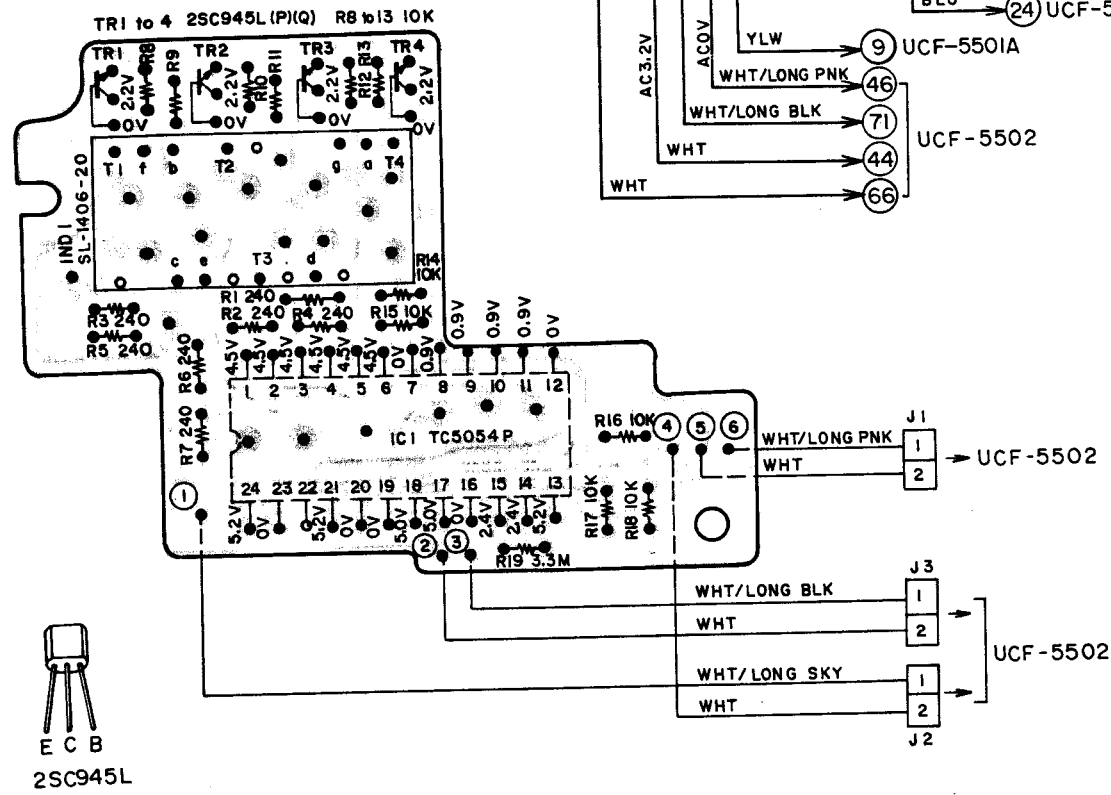 TR1 to 4 2SC945L (P)(Q) R8 to 13 10K
TR1 R8 R9 TR2 R10 R11 TR3 R12 R13 TR4
2.2V 2.2V 2.2V 2.2V
0V 0V 0V 0V
T1 f b T2 g a T4
IND1
SL-1406-20
c e T3 d
R14
10K
R1 240
R3 240 R2 240 R4 240 R15 10K
R5 240
R6 240
R7 240
4.5V 4.5V 4.5V 4.5V 4.5V 4.5V 0V 0.9V 0.9V 0.9V 0.9V 0V
1 2 3 4 5 6 7 8 9 10 11 12
IC1 TC5054P
24 23 22 21 20 19 18 17 16 15 14 13
5.2V 0V 5.2V 0V 0V 5.0V 5.0V 0V 2.4V 2.4V 5.2V
R16 10K
R17 10K
R18 10K
R19 3.3M
1
2 3
4 5 6
AC3.2V
AC0V
BLU
24 UCF-5
YLW
9 UCF-5501A
WHT/LONG PNK 46
WHT/LONG BLK 71
WHT 44
WHT 66
UCF-5502
J1
WHT/LONG PNK 1
WHT 2
UCF-5502
J3
WHT/LONG BLK 1
WHT 2
UCF-5502
WHT/LONG SKY 1
WHT 2
J2
E C B
2SC945L